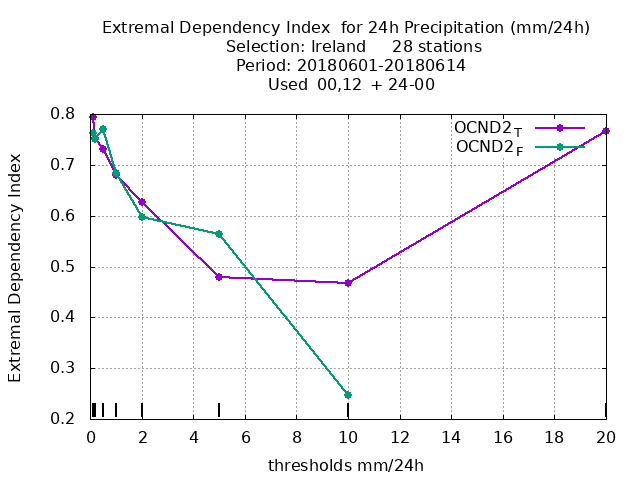 Extremal Dependency Index  for 24h Precipitation (mm/24h)
Selection: Ireland     28 stations
Period: 20180601-20180614
Used  00,12  + 24-00
OCND2T
OCND2F
Extremal Dependency Index
0.8
0.7
0.6
0.5
0.4
0.3
0.2
0 2 4 6 8 10 12 14 16 18 20
thresholds mm/24h